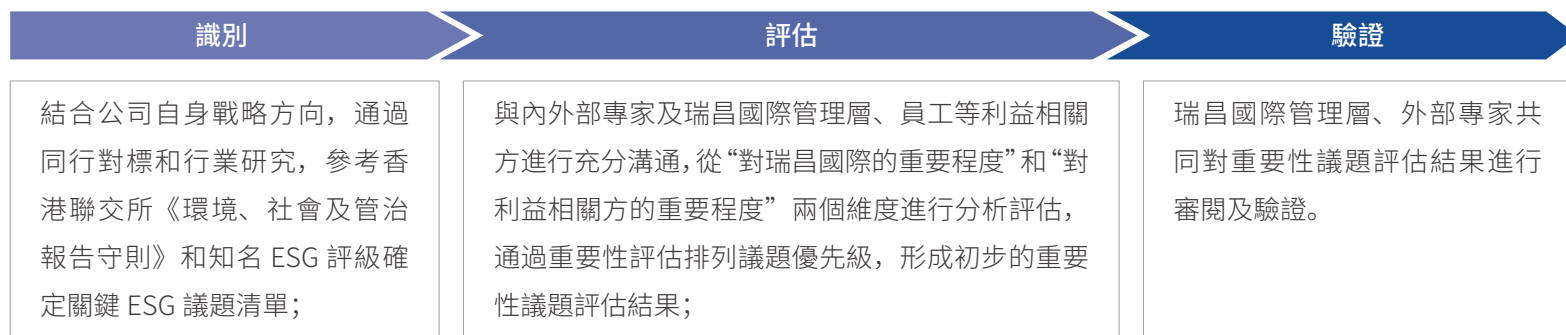 識別
評估
驗證
結合公司自身戰略方向，通過
同行對標和行業研究，參考香
港聯交所《環境、社會及管治
報告守則》和知名 ESG 評級確
定關鍵 ESG 議題清單；
與內外部專家及瑞昌國際管理層、員工等利益相關
方進行充分溝通，從“對瑞昌國際的重要程度”和“對
利益相關方的重要程度”兩個維度進行分析評估，
通過重要性評估排列議題優先級，形成初步的重要
性議題評估結果；
瑞昌國際管理層、外部專家共
同對重要性議題評估結果進行
審閱及驗證。